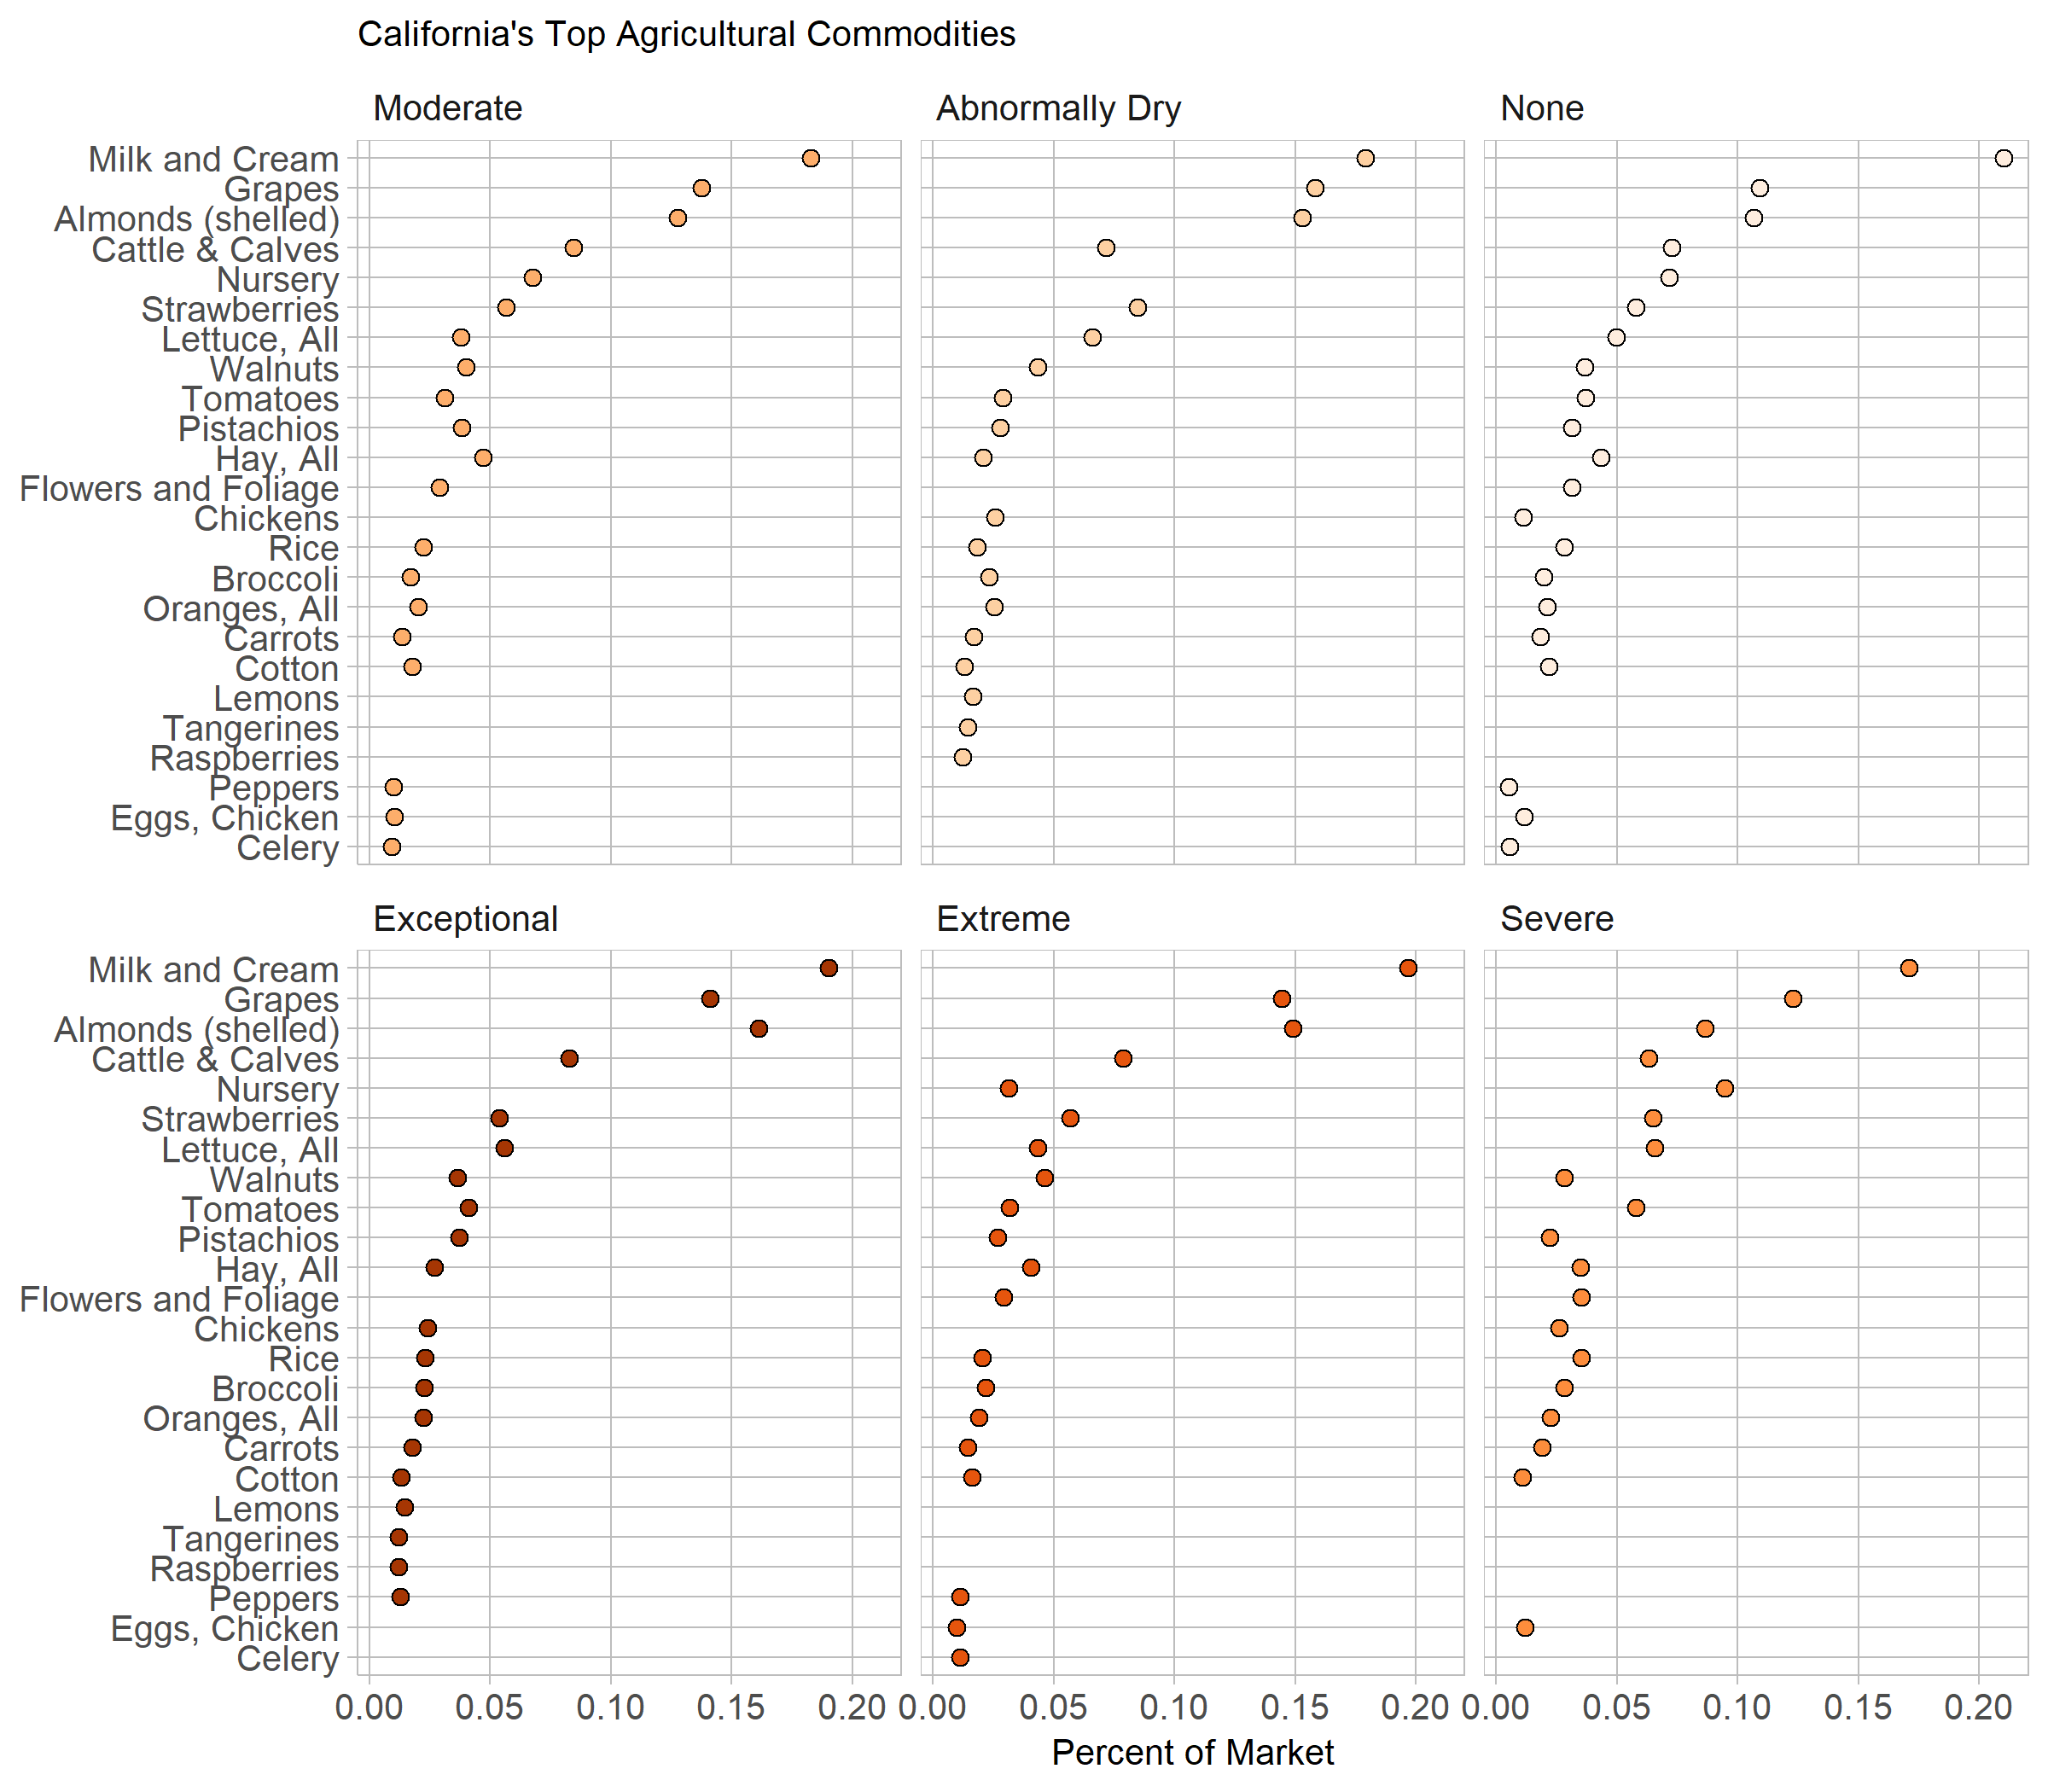 California's Top Agricultural Commodities
Moderate
Abnormally Dry
None
Milk and Cream
Grapes
Almonds (shelled)
Cattle & Calves
Nursery
Strawberries
Lettuce, All
Walnuts
Tomatoes
Pistachios
Hay, All
Flowers and Foliage
Chickens
Rice
Broccoli
Oranges, All
Carrots
Cotton
Lemons
Tangerines
Raspberries
Peppers
Eggs, Chicken
Celery
Exceptional
Extreme
Severe
Milk and Cream
Grapes
Almonds (shelled)
Cattle & Calves
Nursery
Strawberries
Lettuce, All
Walnuts
Tomatoes
Pistachios
Hay, All
Flowers and Foliage
Chickens
Rice
Broccoli
Oranges, All
Carrots
Cotton
Lemons
Tangerines
Raspberries
Peppers
Eggs, Chicken
Celery
0.00 0.05 0.10 0.15 0.20 0.00 0.05 0.10 0.15 0.20 0.00 0.05 0.10 0.15 0.20
Percent of Market